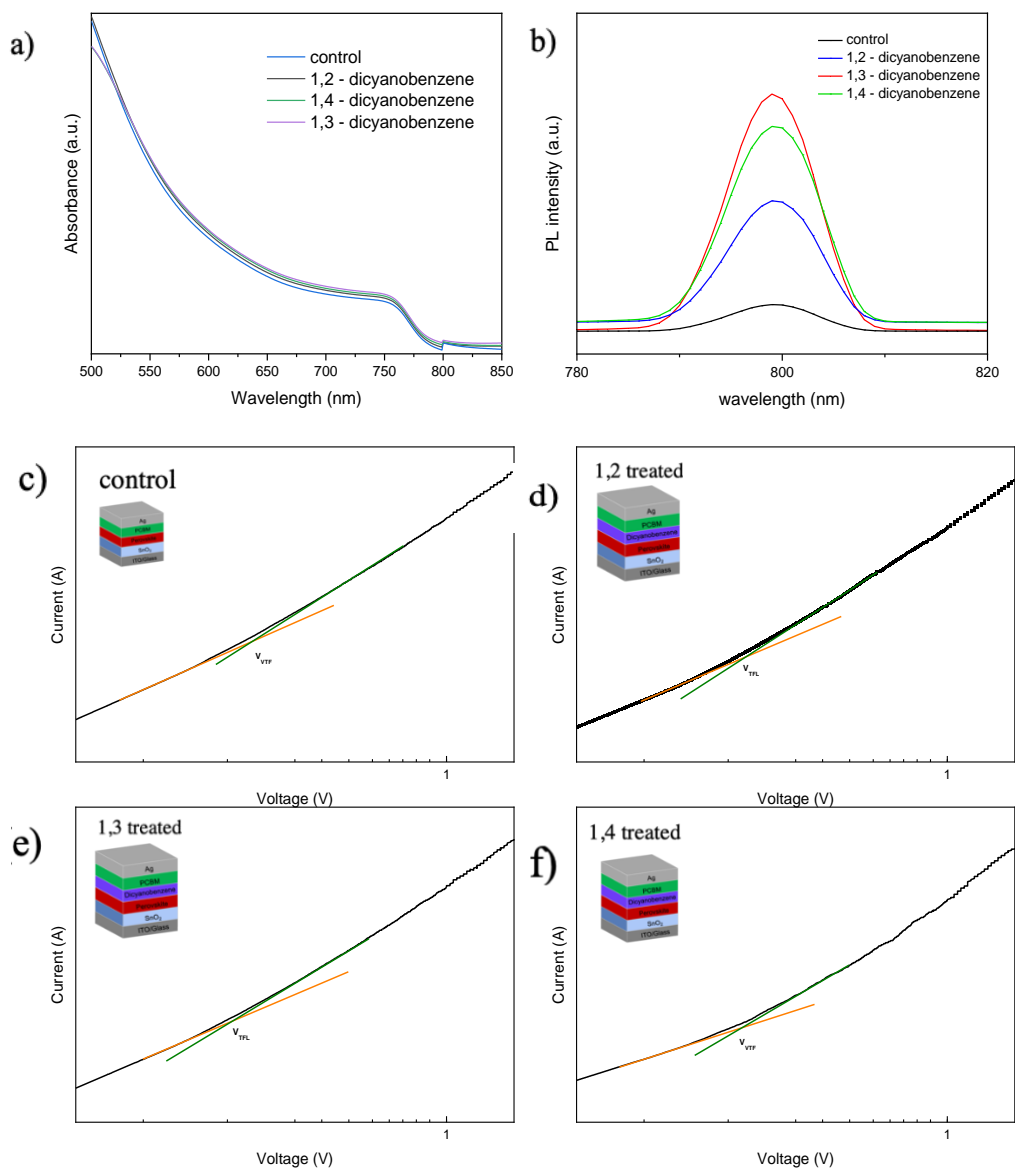 a)
control
1,2 - dicyanobenzene
1,4 - dicyanobenzene
1,3 - dicyanobenzene
Absorbance (a.u.)
500 550 600 650 700 750 800 850
Wavelength (nm)
b)
control
1,2 - dicyanobenzene
1,3 - dicyanobenzene
1,4 - dicyanobenzene
PL intensity (a.u.)
780 800 820
wavelength (nm)
c)
control
Ag
PCBM
Perovskite
SnO2
ITO/Glass
Current (A)
VVTF
1
Voltage (V)
d)
1,2 treated
Ag
PCBM
Dicyanobenzene
Perovskite
SnO2
ITO/Glass
Current (A)
VTFL
1
Voltage (V)
e)
1,3 treated
Ag
PCBM
Dicyanobenzene
Perovskite
SnO2
ITO/Glass
Current (A)
VTFL
1
Voltage (V)
f)
1,4 treated
Ag
PCBM
Dicyanobenzene
Perovskite
SnO2
ITO/Glass
Current (A)
VVTF
1
Voltage (V)